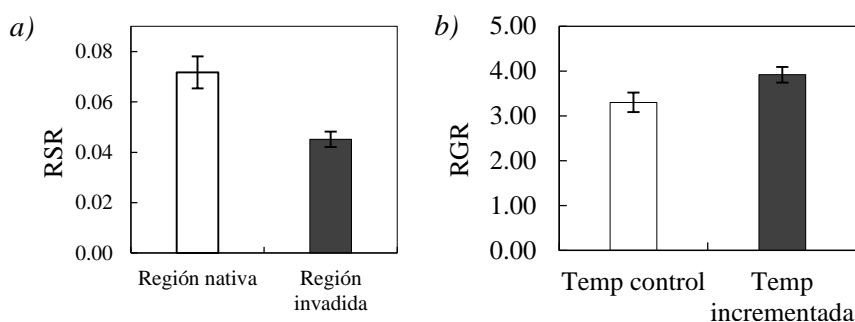 a)
RSR
0.08
0.06
0.04
0.02
0.00
Región nativa
Región
invadida
b)
RGR
5.00
4.00
3.00
2.00
1.00
0.00
Temp control
Temp
incrementada